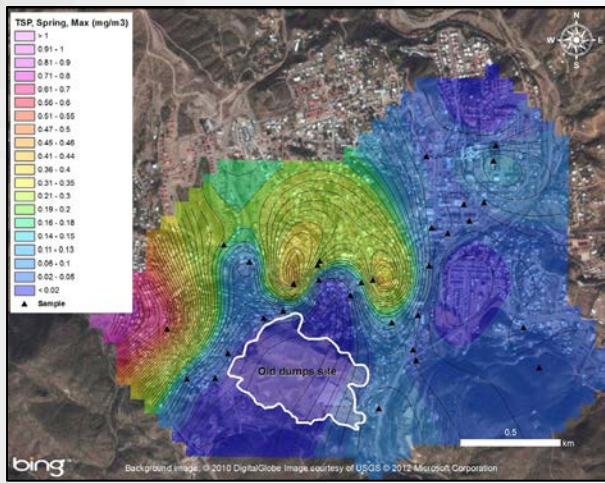 TSP, Spring, Max (mg/m3)
> 1
0.91 - 1
0.81 - 0.9
0.71 - 0.8
0.61 - 0.7
0.56 - 0.6
0.51 - 0.55
0.47 - 0.5
0.45 - 0.46
0.41 - 0.44
0.36 - 0.4
0.31 - 0.35
0.21 - 0.3
0.19 - 0.2
0.16 - 0.18
0.14 - 0.15
0.11 - 0.13
0.06 - 0.1
0.02 - 0.05
< 0.02
Sample
N
W E
S
Old dumps site
0.5
km
bing™
Background image, © 2010 DigitalGlobe Image courtesy of USGS © 2012 Microsoft Corporation